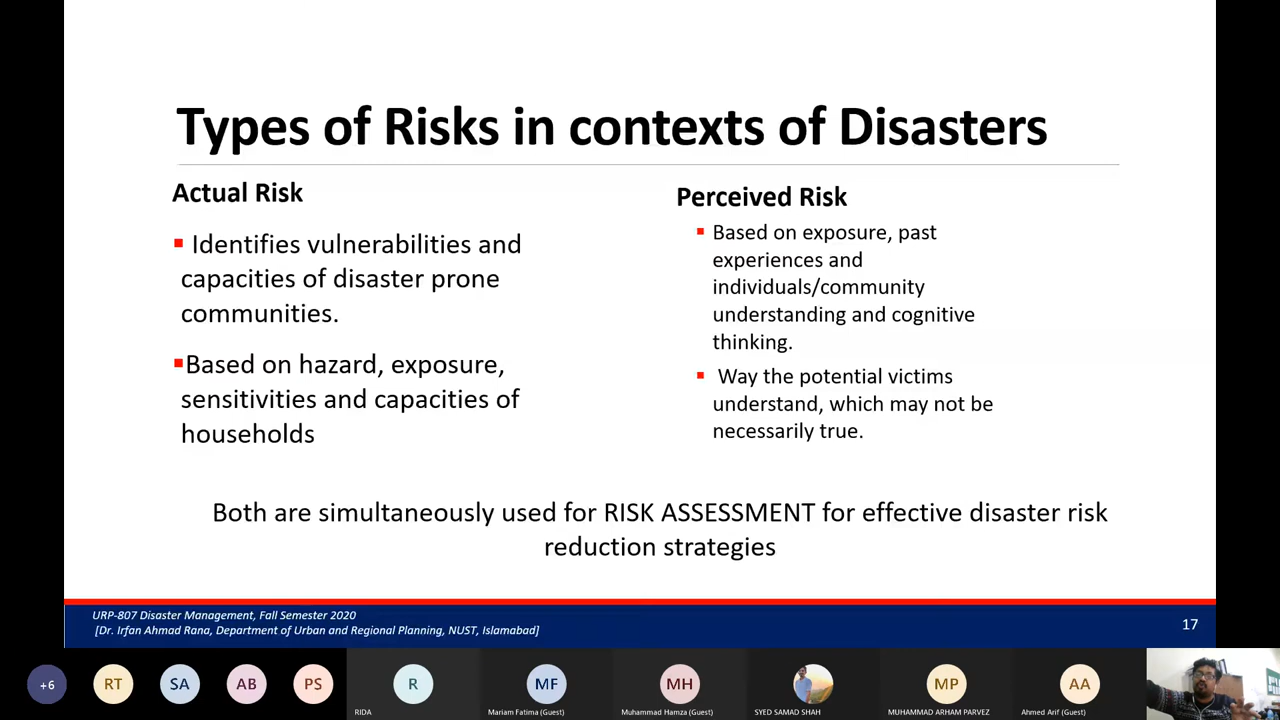 Types of Risks in contexts of Disasters
Actual Risk
▪ Identifies vulnerabilities and
capacities of disaster prone
communities.
▪Based on hazard, exposure,
sensitivities and capacities of
households
Perceived Risk
▪ Based on exposure, past
experiences and
individuals/community
understanding and cognitive
thinking.
▪ Way the potential victims
understand, which may not be
necessarily true.
Both are simultaneously used for RISK ASSESSMENT for effective disaster risk
reduction strategies
URP-807 Disaster Management, Fall Semester 2020
[Dr. Irfan Ahmad Rana, Department of Urban and Regional Planning, NUST, Islamabad]
17
+6
RT
SA
AB
PS
R
MF
MH
MP
AA
RIDA
Mariam Fatima (Guest)
Muhammad Hamza (Guest)
SYED SAMAD SHAH
MUHAMMAD ARHAM PARVEZ
Ahmed Arif (Guest)